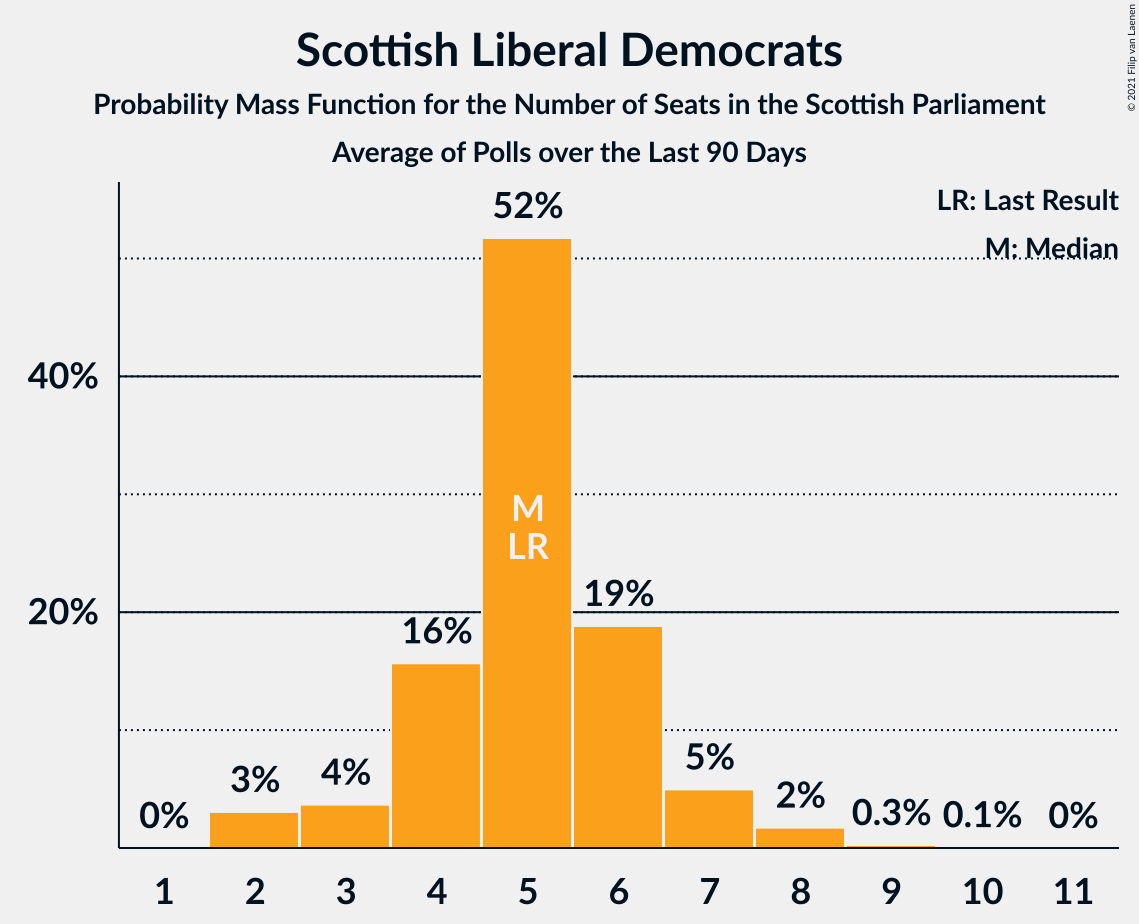 Scottish Liberal Democrats
Probability Mass Function for the Number of Seats in the Scottish Parliament
Average of Polls over the Last 90 Days
© 2021 Filip van Laenen
LR: Last Result
M: Median
52%
40%
M
LR
19%
20%
16%
5%
4%
3%
2%
0%
0.3%
0.1%
0%
1 2 3 4 5 6 7 8 9 10 11